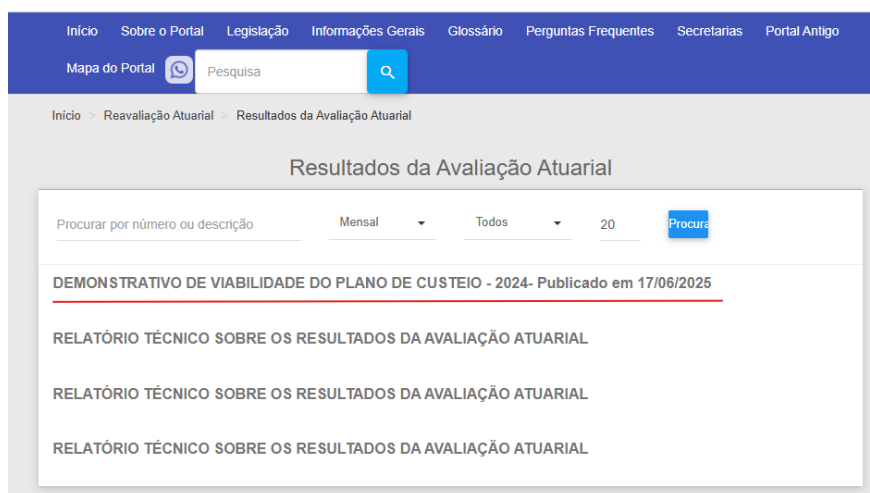 Início Sobre o Portal Legislação Informações Gerais Glossário Perguntas Frequentes Secretarias Portal Antigo
Mapa do Portal Pesquisa
Início > Reavaliação Atuarial > Resultados da Avaliação Atuarial
Resultados da Avaliação Atuarial
Procurar por número ou descrição Mensal Todos 20 Procura
DEMONSTRATIVO DE VIABILIDADE DO PLANO DE CUSTEIO - 2024- Publicado em 17/06/2025
RELATÓRIO TÉCNICO SOBRE OS RESULTADOS DA AVALIAÇÃO ATUARIAL
RELATÓRIO TÉCNICO SOBRE OS RESULTADOS DA AVALIAÇÃO ATUARIAL
RELATÓRIO TÉCNICO SOBRE OS RESULTADOS DA AVALIAÇÃO ATUARIAL